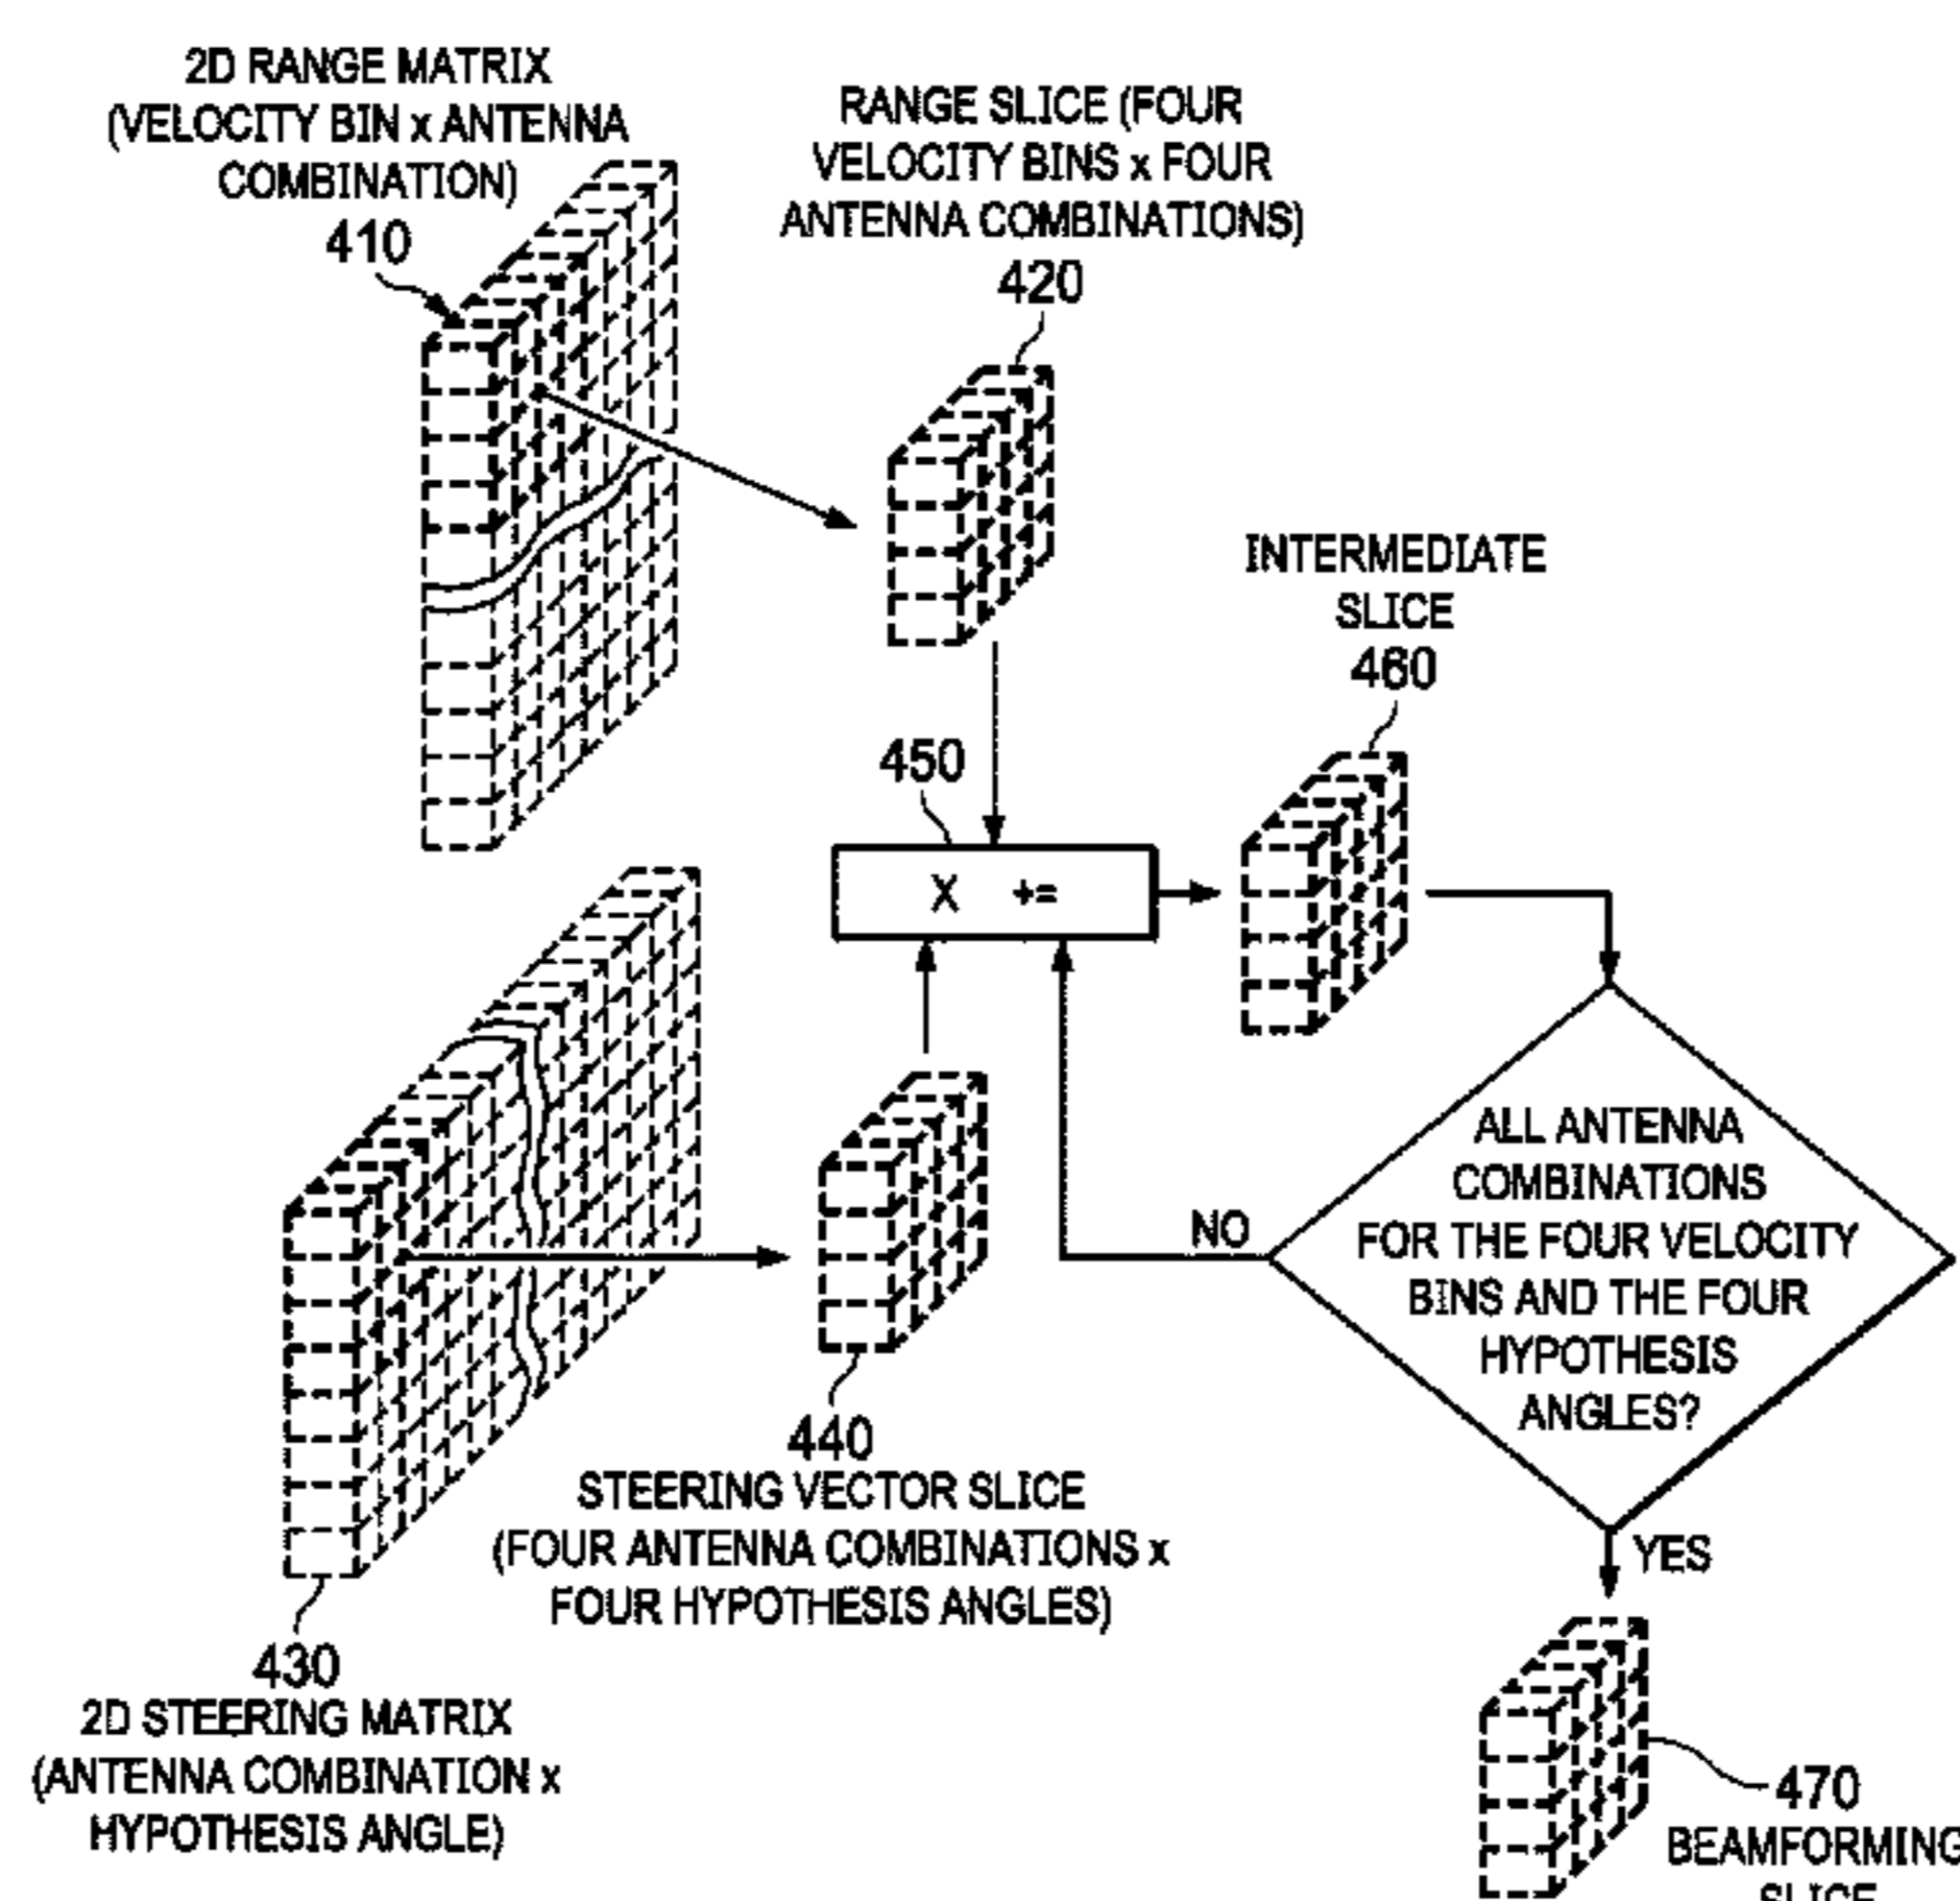 2D RANGE MATRIX
(VELOCITY BIN x ANTENNA
COMBINATION)
410
RANGE SLICE (FOUR
VELOCITY BINS x FOUR
ANTENNA COMBINATIONS)
420
INTERMEDIATE
SLICE
460
450
X +=
ALL ANTENNA
COMBINATIONS
FOR THE FOUR VELOCITY
BINS AND THE FOUR
HYPOTHESIS
ANGLES?
NO
YES
440
STEERING VECTOR SLICE
(FOUR ANTENNA COMBINATIONS x
FOUR HYPOTHESIS ANGLES)
430
2D STEERING MATRIX
(ANTENNA COMBINATION x
HYPOTHESIS ANGLE)
470
BEAMFORMING
SLICE